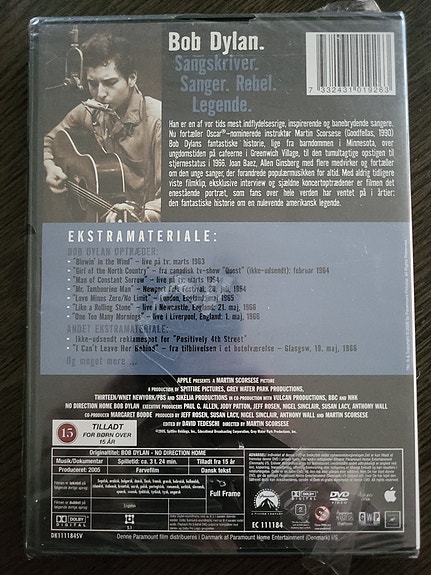 Bob Dylan.
Sangskriver.
Sanger. Rebel.
Legende.
7 332431 019263
Han er en af vor tids mest indflydelsesrige, inspirerende og banebrydende sangere.
Nu fortæller Oscar®-nominerede instruktør Martin Scorsese (Goodfellas, 1990)
Bob Dylans fantastiske historie, lige fra barndommen i Minnesota, over
ungdomstiden på cafeerne i Greenwich Village, til den tumultagtige opstigen til
stjernestatus i 1966. Joan Baez, Allen Ginsberg med flere medvirker og fortæller
om den unge sanger, der forandrede populærmusikken for altid. Med aldrig tidligere
viste filmklip, eksklusive interview og sjældne koncertoptrædener er filmen det
enestående portræt, som fans over hele verden har ventet på i årtier:
den fantastiske historie om en nulevende amerikansk legende.
EKSTRAMATERIALE:
BOB DYLAN OPTRÆDER:
"Blowin' in the Wind" – live på tv. marts 1963
"Girl of the North Country" – fra canadisk tv-show "Quest" (ikke-udsendt): februar 1964
"Man of Constant Sorrow" – live på tv. marts
"Mr. Tambourine Man" – Newport Folk Festival, juli, 1964
"Love Minus Zero/No Limit" – London, England, maj, 1965
"Like a Rolling Stone" – live i Newcastle, England, 21. maj, 1966
"One Too Many Mornings" – live i Liverpool, England, maj, 1966
ANDET EKSTRAMATERIALE:
Ikke-udsendt reklamespot for "Positively 4th Street"
"I Can't Leave Her Behind" – fra tilblivelsen i et hotelværelse – Glasgow, 19. maj, 1966
Og meget mere ...
APPLE PRESENTS A MARTIN SCORSESE PICTURE
A PRODUCTION OF SPITFIRE PICTURES, GREY WATER PARK PRODUCTIONS,
THIRTEEN/WNET NEWYORK/PBS AND SIKELIA PRODUCTIONS IN CO PRODUCTION WITH VULCAN PRODUCTIONS, BBC AND NHK
NO DIRECTION HOME BOB DYLAN EXECUTIVE PRODUCERS PAUL G. ALLEN, JODY PATTON, JEFF ROSEN, NIGEL SINCLAIR, ANTHONY WALL
CO-PRODUCER MARGARET BODDE PRODUCED BY JEFF ROSEN, SUSAN LACY, NIGEL SINCLAIR, ANTHONY WALL AND MARTIN SCORSESE
EDITED BY DAVID TEDESCHI DIRECTED BY MARTIN SCORSESE
15
TILLADT
FOR BØRN OVER
15 ÅR
Originaltitel: BOB DYLAN - NO DIRECTION HOME
Musik/Dokumentar
Spilletid: ca. 3 t. 24 min.
Tilladt fra 15 år
Produceret: 2005
Farvefilm
Dansk tekst
Full Frame
Engelsk
5.1
DOLBY
DIGITAL
DVD
VIDEO
EC 111184
DK111184SV
Denne Paramount film distribueres i Danmark af Paramount Home Entertainment (Denmark) I/S